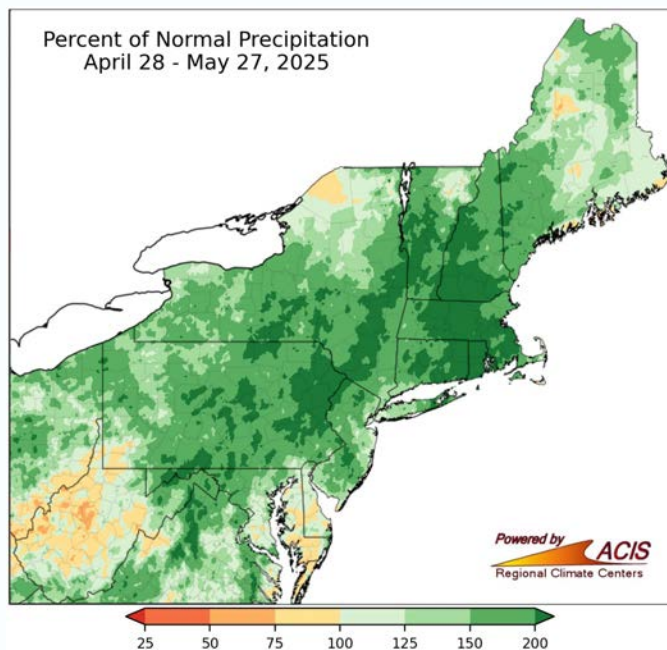 Percent of Normal Precipitation
April 28 - May 27, 2025
Powered by
ACIS
Regional Climate Centers
25 50 75 100 125 150 200